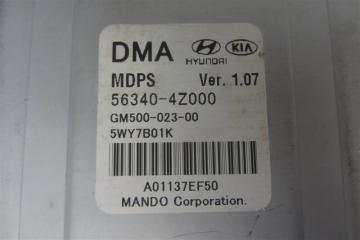 DMA HYUNDAI KIA
MDPS Ver. 1.07
56340-4Z000
GM500-023-00
5WY7B01K
A01137EF50
MANDO Corporation.